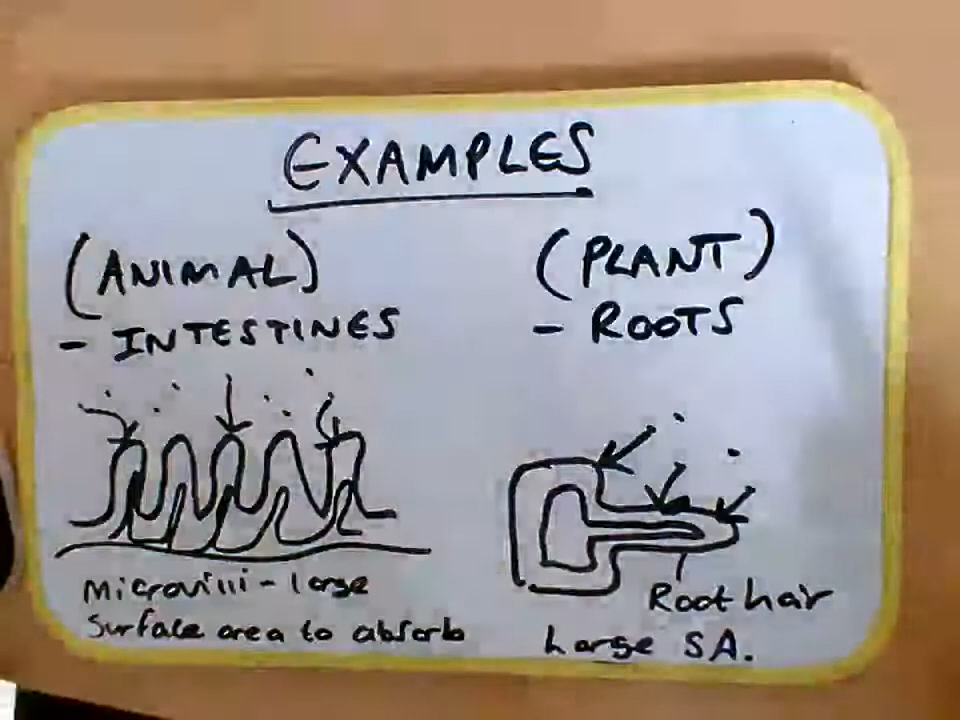 EXAMPLES
(ANIMAL)
- INTESTINES
Microvilli - large
Surface area to absorb
(PLANT)
- ROOTS
Root hair
Large SA.